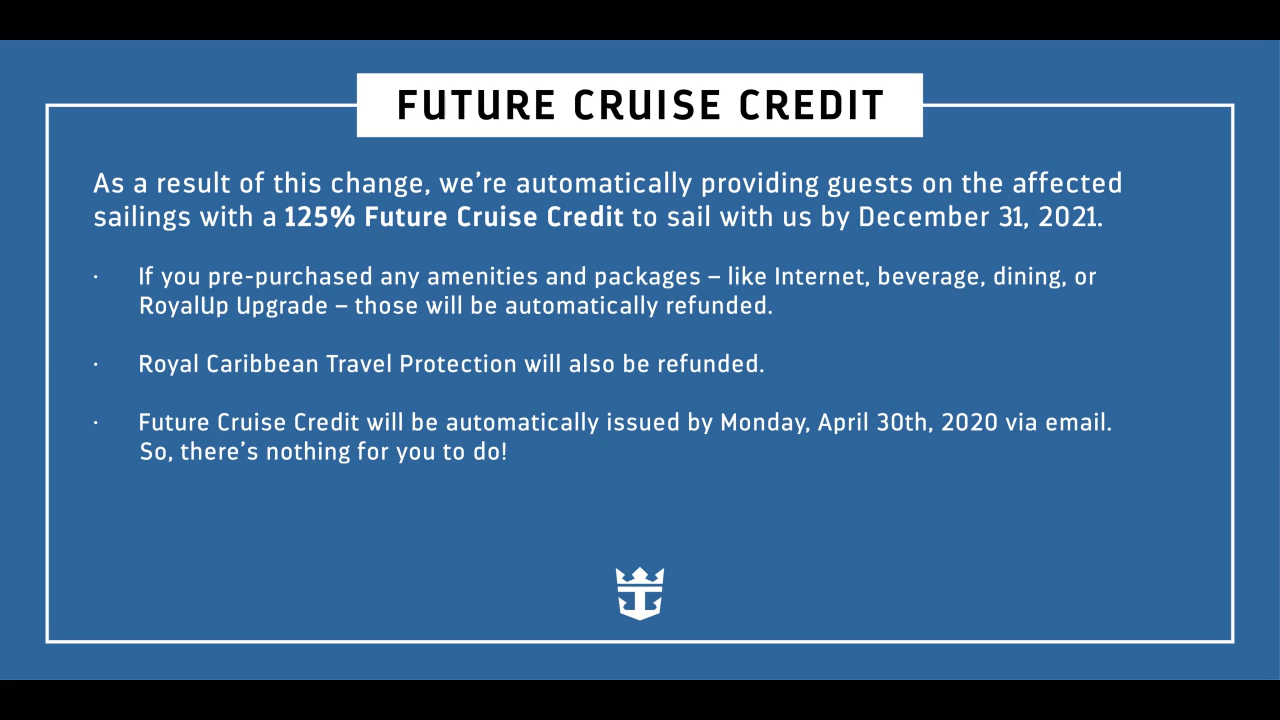 FUTURE CRUISE CREDIT
As a result of this change, we're automatically providing guests on the affected
sailings with a 125% Future Cruise Credit to sail with us by December 31, 2021.
· If you pre-purchased any amenities and packages – like Internet, beverage, dining, or
RoyalUp Upgrade – those will be automatically refunded.
· Royal Caribbean Travel Protection will also be refunded.
· Future Cruise Credit will be automatically issued by Monday, April 30th, 2020 via email.
So, there's nothing for you to do!